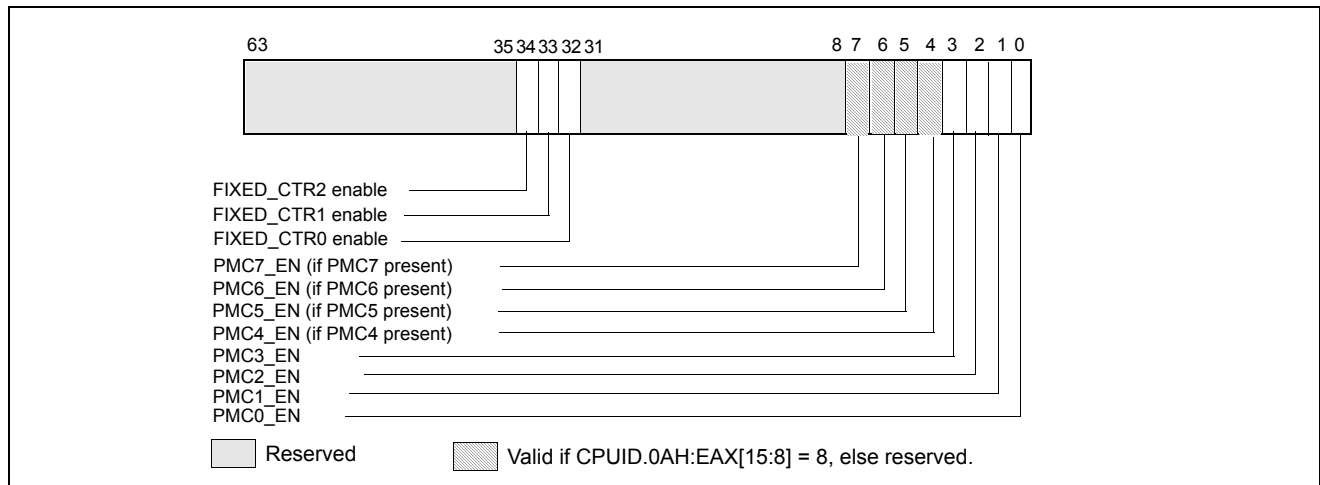 63 35 34 33 32 31 8 7 6 5 4 3 2 1 0
FIXED_CTR2 enable
FIXED_CTR1 enable
FIXED_CTR0 enable
PMC7_EN (if PMC7 present)
PMC6_EN (if PMC6 present)
PMC5_EN (if PMC5 present)
PMC4_EN (if PMC4 present)
PMC3_EN
PMC2_EN
PMC1_EN
PMC0_EN
Reserved Valid if CPUID.0AH:EAX[15:8] = 8, else reserved.